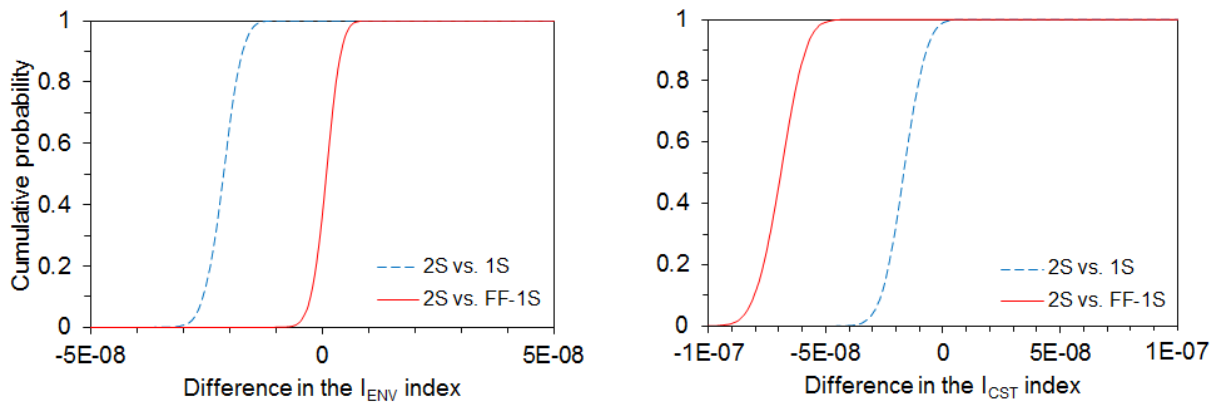 1
0.8
0.6
0.4
0.2
0
Cumulative probability
2S vs. 1S
2S vs. FF-1S
-5E-08
0
5E-08
Difference in the I_ENV index
1
0.8
0.6
0.4
0.2
0
2S vs. 1S
2S vs. FF-1S
-1E-07
-5E-08
0
5E-08
1E-07
Difference in the I_CST index